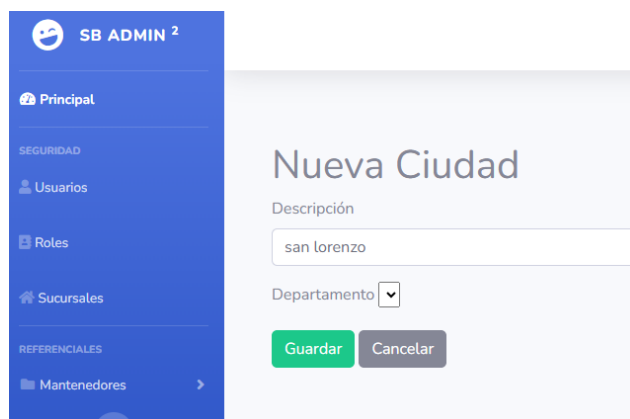 SB ADMIN 2
Principal
SEGURIDAD
Usuarios
Roles
Sucursales
REFERENCIALES
Mantenedores
Nueva Ciudad
Descripción
san lorenzo
Departamento
Guardar Cancelar